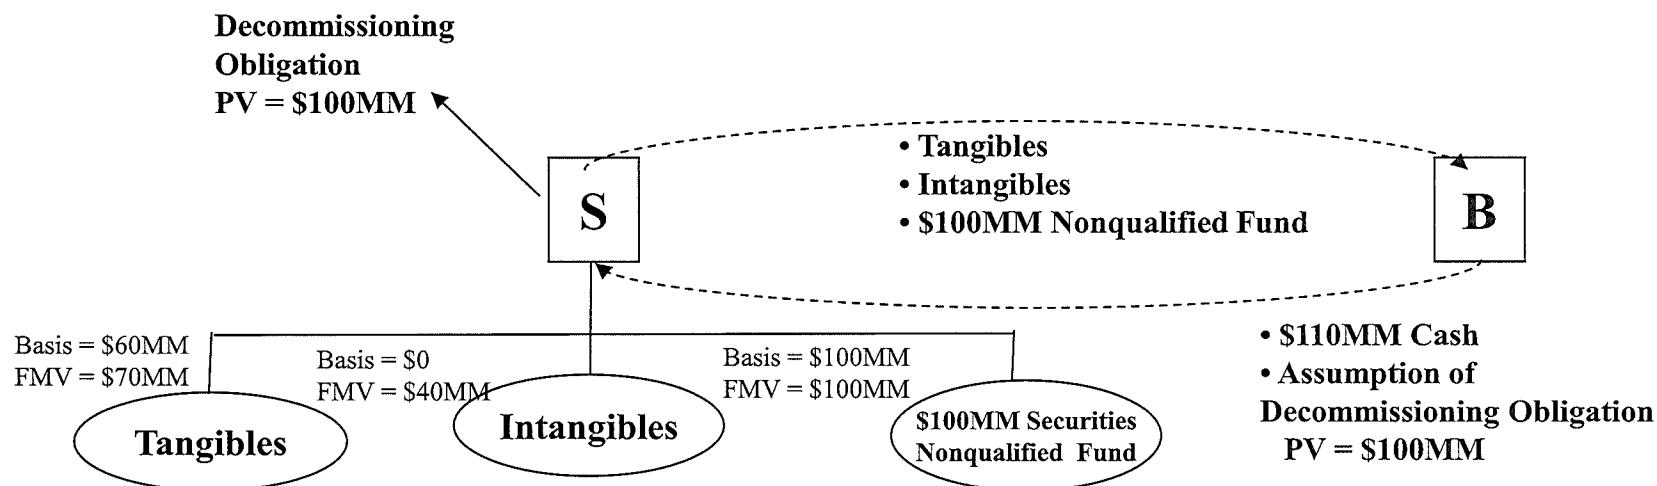 Decommissioning
Obligation
PV = $100MM
• Tangibles
• Intangibles
• $100MM Nonqualified Fund
S
B
Basis = $60MM
FMV = $70MM
Basis = $0
FMV = $40MM
Basis = $100MM
FMV = $100MM
• $110MM Cash
• Assumption of
Decommissioning Obligation
PV = $100MM
Tangibles
Intangibles
$100MM Securities
Nonqualified Fund